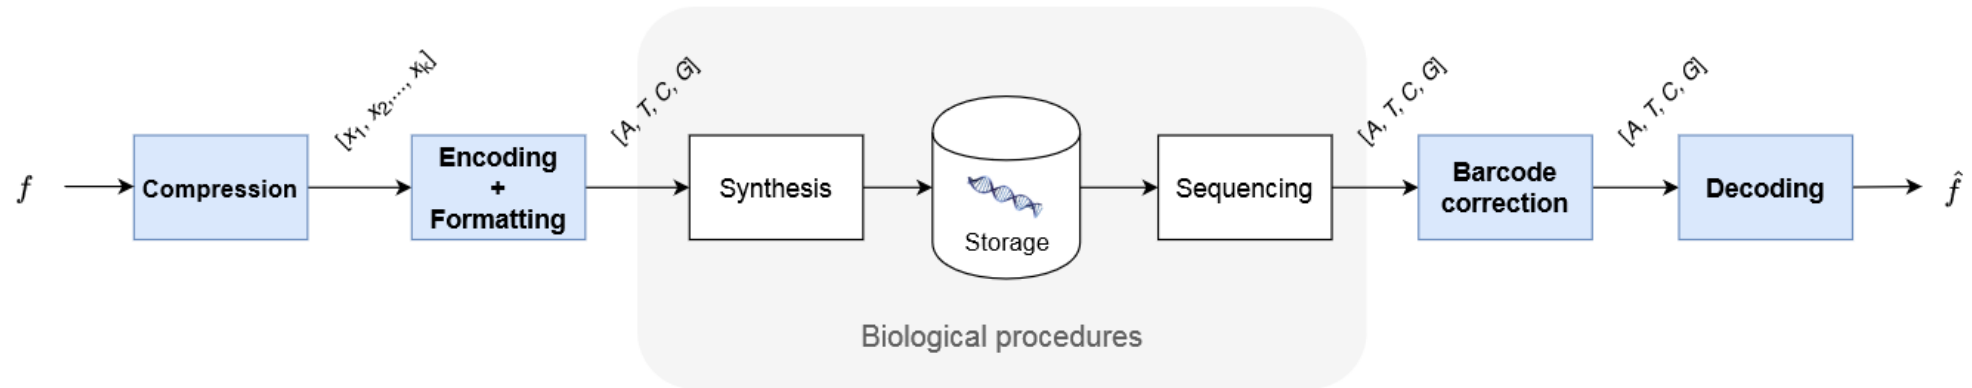 f
Compression
[x₁, x₂,..., xₖ]
Encoding
+
Formatting
[A, T, C, G]
Synthesis
Storage
Sequencing
[A, T, C, G]
Barcode
correction
[A, T, C, G]
Decoding
f̂
Biological procedures